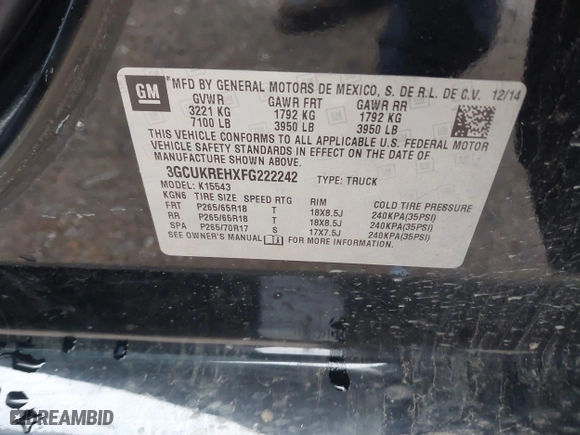 GM
MFD BY GENERAL MOTORS DE MEXICO, S. DE R.L. DE C.V. 12/14
GVWR GAWR FRT GAWR RR
3221 KG 1792 KG 1792 KG
7100 LB 3950 LB 3950 LB
THIS VEHICLE CONFORMS TO ALL APPLICABLE U.S. FEDERAL MOTOR
VEHICLE SAFETY STANDARDS IN EFFECT ON THE DATE OF
MANUFACTURE SHOWN ABOVE.
3GCUKREHXFG222242 TYPE: TRUCK
MODEL: K15543
KGN6 TIRE SIZE SPEED RTG RIM COLD TIRE PRESSURE
FRT P265/65R18 T 18X8.5J 240KPA(35PSI)
RR P265/65R18 T 18X8.5J 240KPA(35PSI)
SPA P265/70R17 S 17X7.5J 240KPA(35PSI)
SEE OWNER'S MANUAL FOR MORE INFORMATION.
DREAMBID